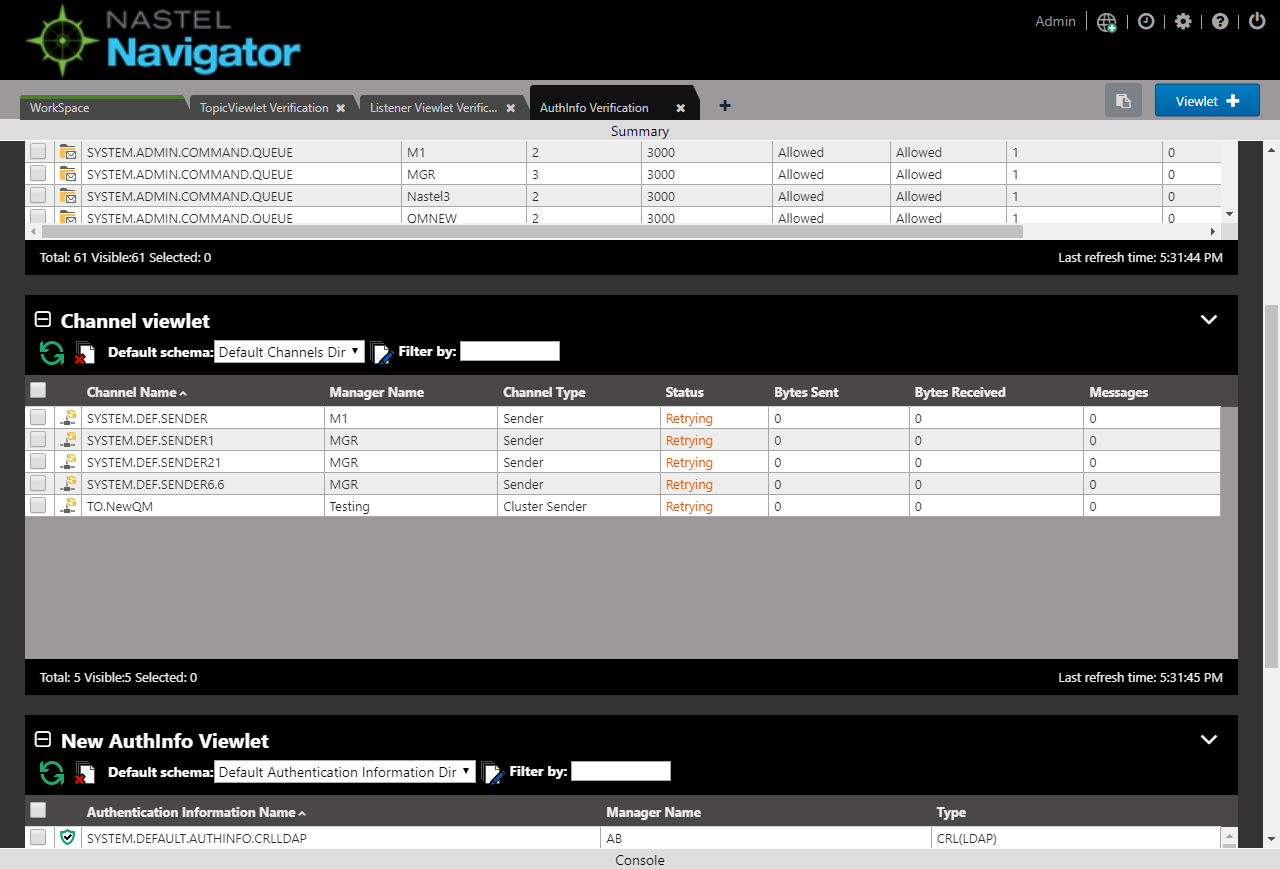 NASTEL
Navigator
Admin
WorkSpace TopicViewlet Verification Listener Viewlet Verific... AuthInfo Verification
Viewlet
Summary
SYSTEM.ADMIN.COMMAND.QUEUE M1 2 3000 Allowed Allowed 1 0
SYSTEM.ADMIN.COMMAND.QUEUE MGR 3 3000 Allowed Allowed 1 0
SYSTEM.ADMIN.COMMAND.QUEUE Nastel3 2 3000 Allowed Allowed 1 0
SYSTEM.ADMIN.COMMAND.QUEUE QMNEW 2 3000 Allowed Allowed 1 0
Total: 61 Visible:61 Selected: 0 Last refresh time: 5:31:44 PM
Channel viewlet
Default schema: Default Channels Dir Filter by:
Channel Name Manager Name Channel Type Status Bytes Sent Bytes Received Messages
SYSTEM.DEF.SENDER M1 Sender Retrying 0 0 0
SYSTEM.DEF.SENDER1 MGR Sender Retrying 0 0 0
SYSTEM.DEF.SENDER21 MGR Sender Retrying 0 0 0
SYSTEM.DEF.SENDER6.6 MGR Sender Retrying 0 0 0
TO.NewQM Testing Cluster Sender Retrying 0 0 0
Total: 5 Visible:5 Selected: 0 Last refresh time: 5:31:45 PM
New AuthInfo Viewlet
Default schema: Default Authentication Information Dir Filter by:
Authentication Information Name Manager Name Type
SYSTEM.DEFAULT.AUTHINFO.CRLLDAP AB CRL(LDAP)
Console